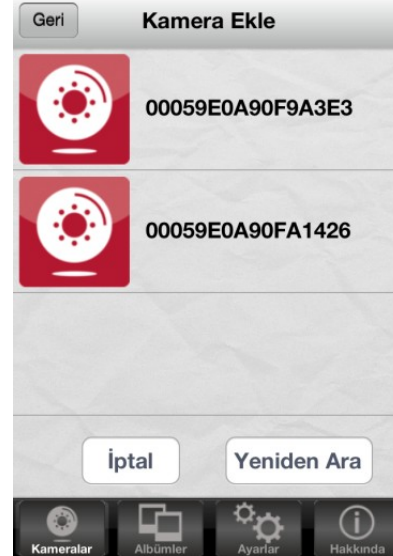 Geri
Kamera Ekle
00059E0A90F9A3E3
00059E0A90FA1426
İptal
Yeniden Ara
Kameralar
Albümler
Ayarlar
Hakkında